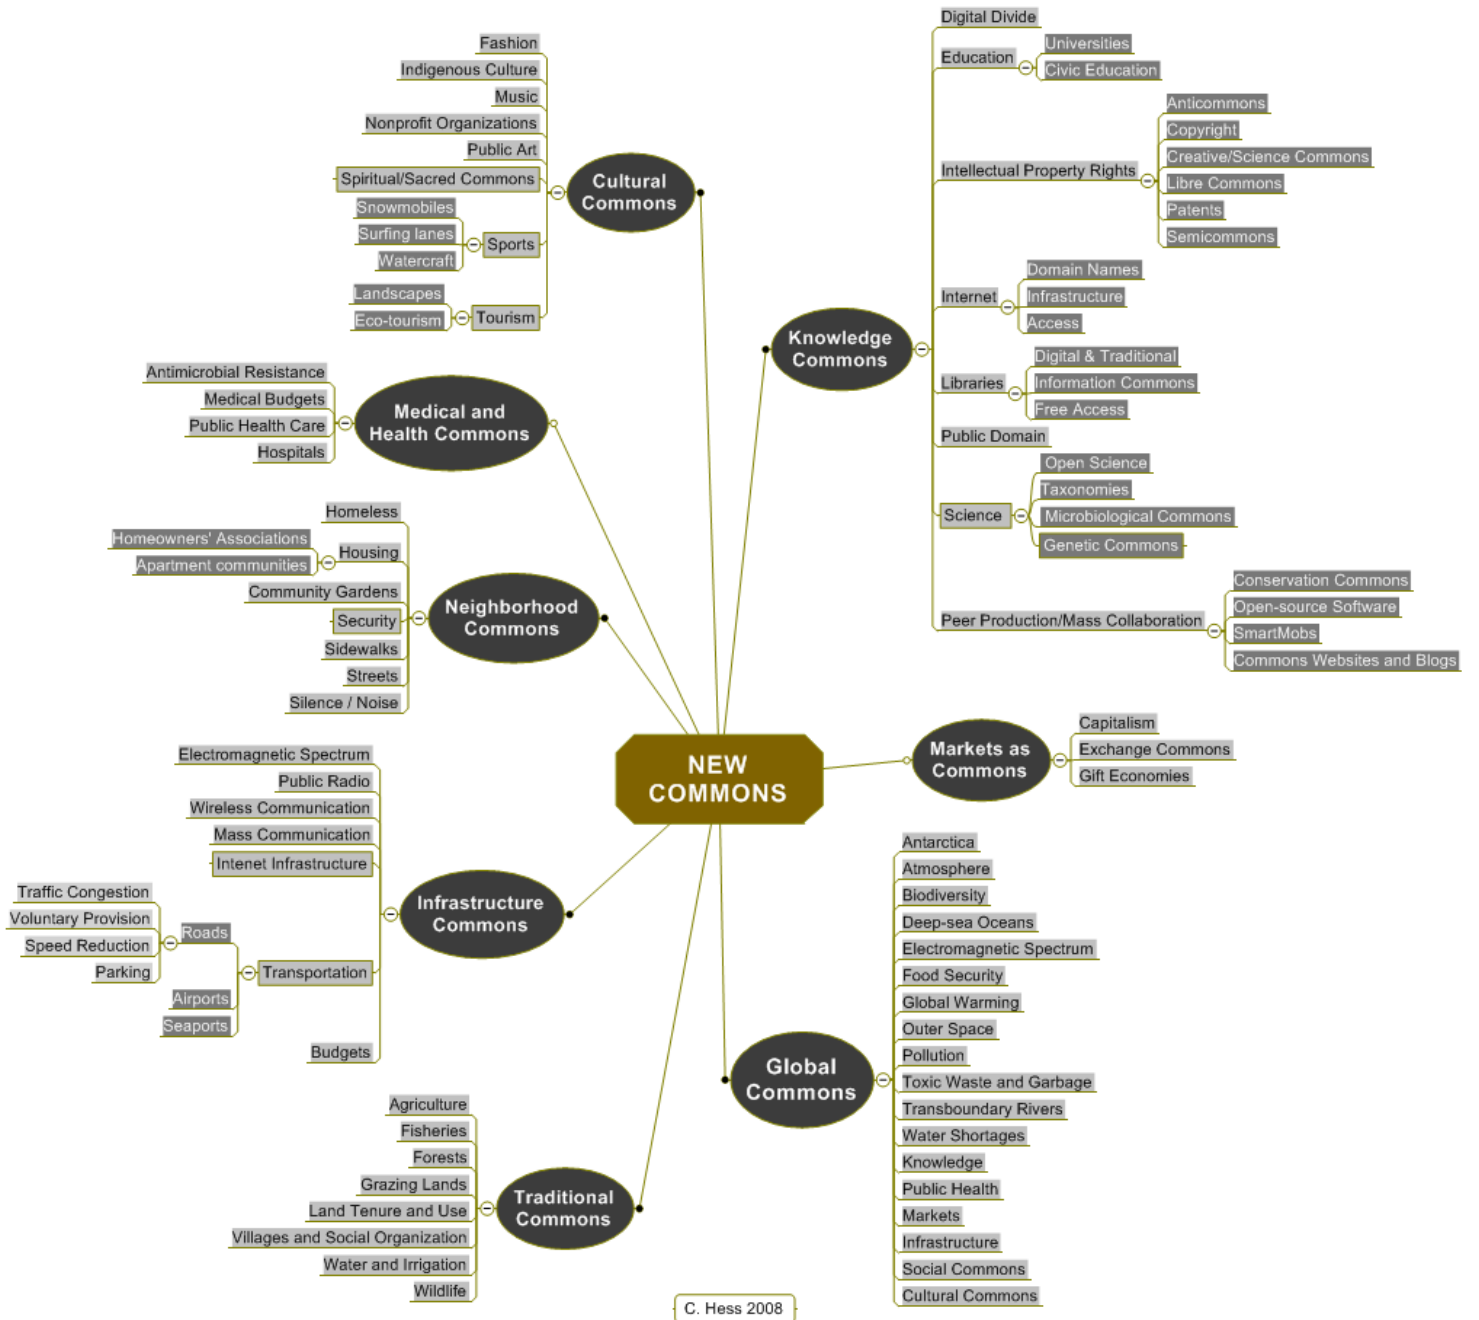 NEW
COMMONS
Cultural
Commons
Fashion
Indigenous Culture
Music
Nonprofit Organizations
Public Art
Spiritual/Sacred Commons
Sports
Snowmobiles
Surfing lanes
Watercraft
Tourism
Landscapes
Eco-tourism
Medical and
Health Commons
Antimicrobial Resistance
Medical Budgets
Public Health Care
Hospitals
Neighborhood
Commons
Homeless
Housing
Homeowners' Associations
Apartment communities
Community Gardens
Security
Sidewalks
Streets
Silence / Noise
Infrastructure
Commons
Electromagnetic Spectrum
Public Radio
Wireless Communication
Mass Communication
Intenet Infrastructure
Transportation
Roads
Traffic Congestion
Voluntary Provision
Speed Reduction
Parking
Airports
Seaports
Budgets
Traditional
Commons
Agriculture
Fisheries
Forests
Grazing Lands
Land Tenure and Use
Villages and Social Organization
Water and Irrigation
Wildlife
Knowledge
Commons
Digital Divide
Education
Universities
Civic Education
Intellectual Property Rights
Anticommons
Copyright
Creative/Science Commons
Libre Commons
Patents
Semicommons
Internet
Domain Names
Infrastructure
Access
Libraries
Digital & Traditional
Information Commons
Free Access
Public Domain
Science
Open Science
Taxonomies
Microbiological Commons
Genetic Commons
Peer Production/Mass Collaboration
Conservation Commons
Open-source Software
SmartMobs
Commons Websites and Blogs
Markets as
Commons
Capitalism
Exchange Commons
Gift Economies
Global
Commons
Antarctica
Atmosphere
Biodiversity
Deep-sea Oceans
Electromagnetic Spectrum
Food Security
Global Warming
Outer Space
Pollution
Toxic Waste and Garbage
Transboundary Rivers
Water Shortages
Knowledge
Public Health
Markets
Infrastructure
Social Commons
Cultural Commons
C. Hess 2008